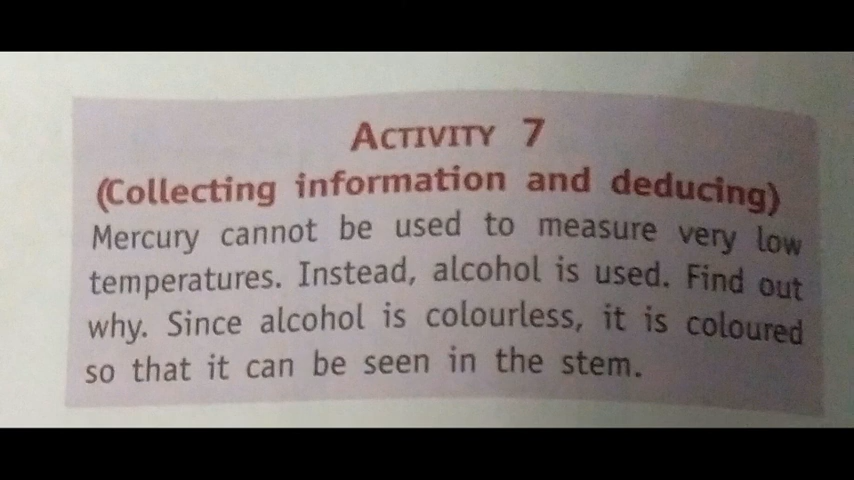 ACTIVITY 7
(Collecting information and deducing)
Mercury cannot be used to measure very low
temperatures. Instead, alcohol is used. Find out
why. Since alcohol is colourless, it is coloured
so that it can be seen in the stem.